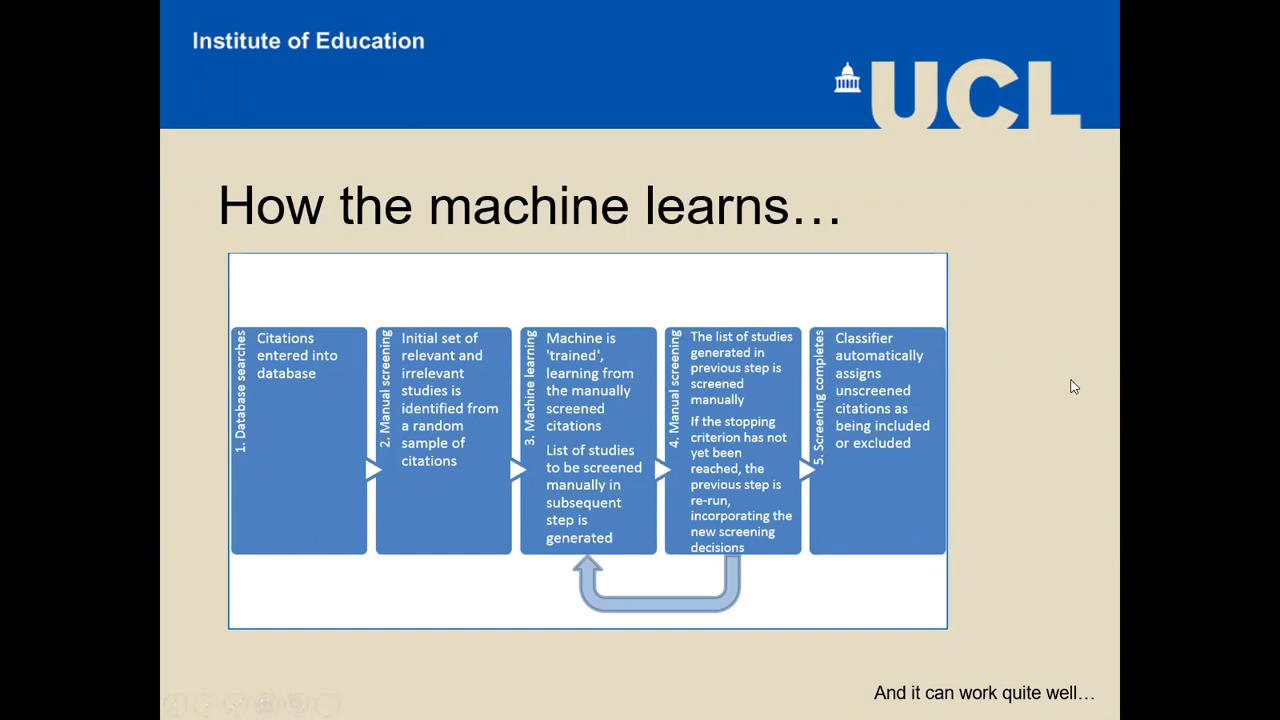 Institute of Education
UCL
How the machine learns…
1. Database searches
Citations
entered into
database
2. Manual screening
Initial set of
relevant and
irrelevant
studies is
identified from
a random
sample of
citations
3. Machine learning
Machine is
'trained',
learning from
the manually
screened
citations
List of studies
to be screened
manually in
subsequent
step is
generated
4. Manual screening
The list of studies
generated in
previous step is
screened
manually
If the stopping
criterion has not
yet been
reached, the
previous step is
re-run,
incorporating the
new screening
decisions
5. Screening completes
Classifier
automatically
assigns
unscreened
citations as
being included
or excluded
And it can work quite well…